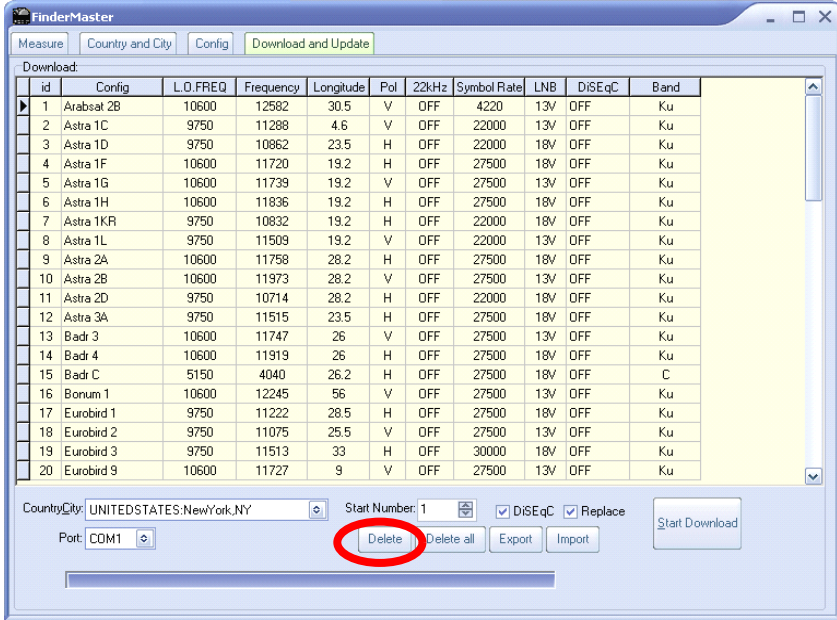 FinderMaster
Measure Country and City Config Download and Update
Download:
id Config L.O.FREQ Frequency Longitude Pol 22kHz Symbol Rate LNB DiSEqC Band
1 Arabsat 2B 10600 12582 30.5 V OFF 4220 13V OFF Ku
2 Astra 1C 9750 11288 4.6 V OFF 22000 13V OFF Ku
3 Astra 1D 9750 10862 23.5 H OFF 22000 18V OFF Ku
4 Astra 1F 10600 11720 19.2 H OFF 27500 18V OFF Ku
5 Astra 1G 10600 11739 19.2 V OFF 27500 13V OFF Ku
6 Astra 1H 10600 11836 19.2 H OFF 27500 18V OFF Ku
7 Astra 1KR 9750 10832 19.2 H OFF 22000 18V OFF Ku
8 Astra 1L 9750 11509 19.2 V OFF 22000 13V OFF Ku
9 Astra 2A 10600 11758 28.2 H OFF 27500 18V OFF Ku
10 Astra 2B 10600 11973 28.2 V OFF 27500 13V OFF Ku
11 Astra 2D 9750 10714 28.2 H OFF 22000 18V OFF Ku
12 Astra 3A 9750 11515 23.5 H OFF 27500 18V OFF Ku
13 Badr 3 10600 11747 26 V OFF 27500 13V OFF Ku
14 Badr 4 10600 11919 26 H OFF 27500 18V OFF Ku
15 Badr C 5150 4040 26.2 H OFF 27500 18V OFF C
16 Bonum 1 10600 12245 56 V OFF 27500 13V OFF Ku
17 Eurobird 1 9750 11222 28.5 H OFF 27500 18V OFF Ku
18 Eurobird 2 9750 11075 25.5 V OFF 27500 13V OFF Ku
19 Eurobird 3 9750 11513 33 H OFF 30000 18V OFF Ku
20 Eurobird 9 10600 11727 9 V OFF 27500 13V OFF Ku
CountryCity: UNITEDSTATES:NewYork,NY Start Number: 1 DiSEqC Replace Start Download
Port: COM1 Delete Delete all Export Import